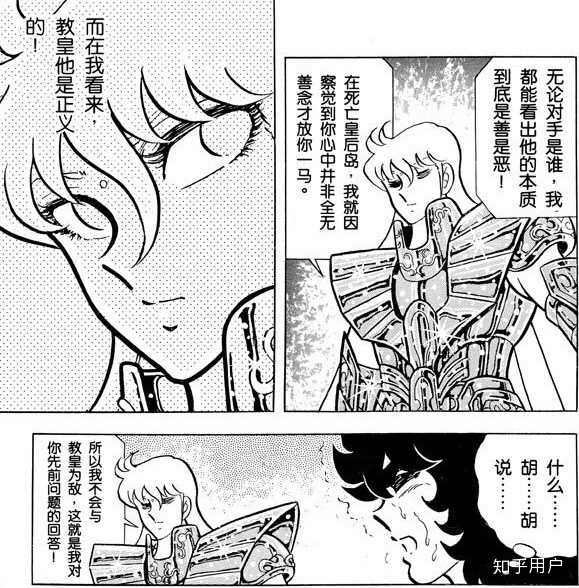 无论对手是谁，我
都能看出他的本质
到底是善是恶！
在死亡皇后岛，我就因
察觉到你心中并非全无
善念才放你一马。
而在我看来，
教皇他是正义
的！
什么……
胡……胡
说……
所以我不会与
教皇为敌，这就是我对
你先前问题的回答！
知乎用户